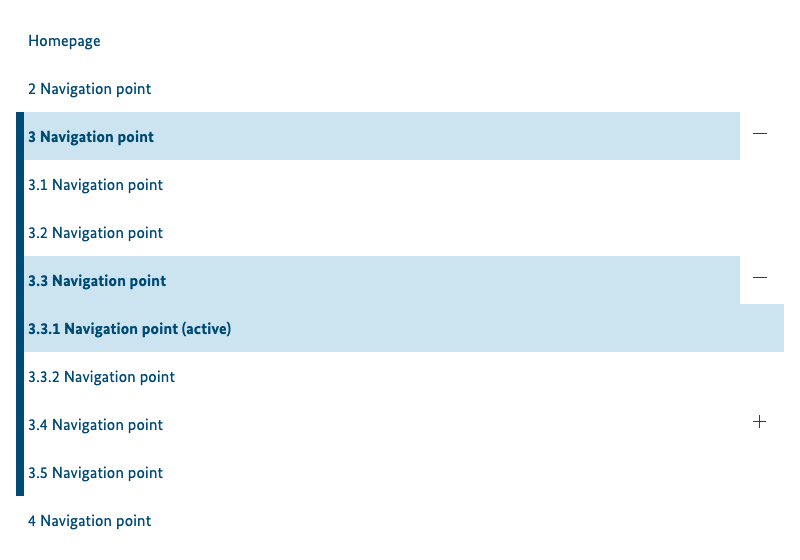 Homepage
2 Navigation point
3 Navigation point
3.1 Navigation point
3.2 Navigation point
3.3 Navigation point
3.3.1 Navigation point (active)
3.3.2 Navigation point
3.4 Navigation point
3.5 Navigation point
4 Navigation point